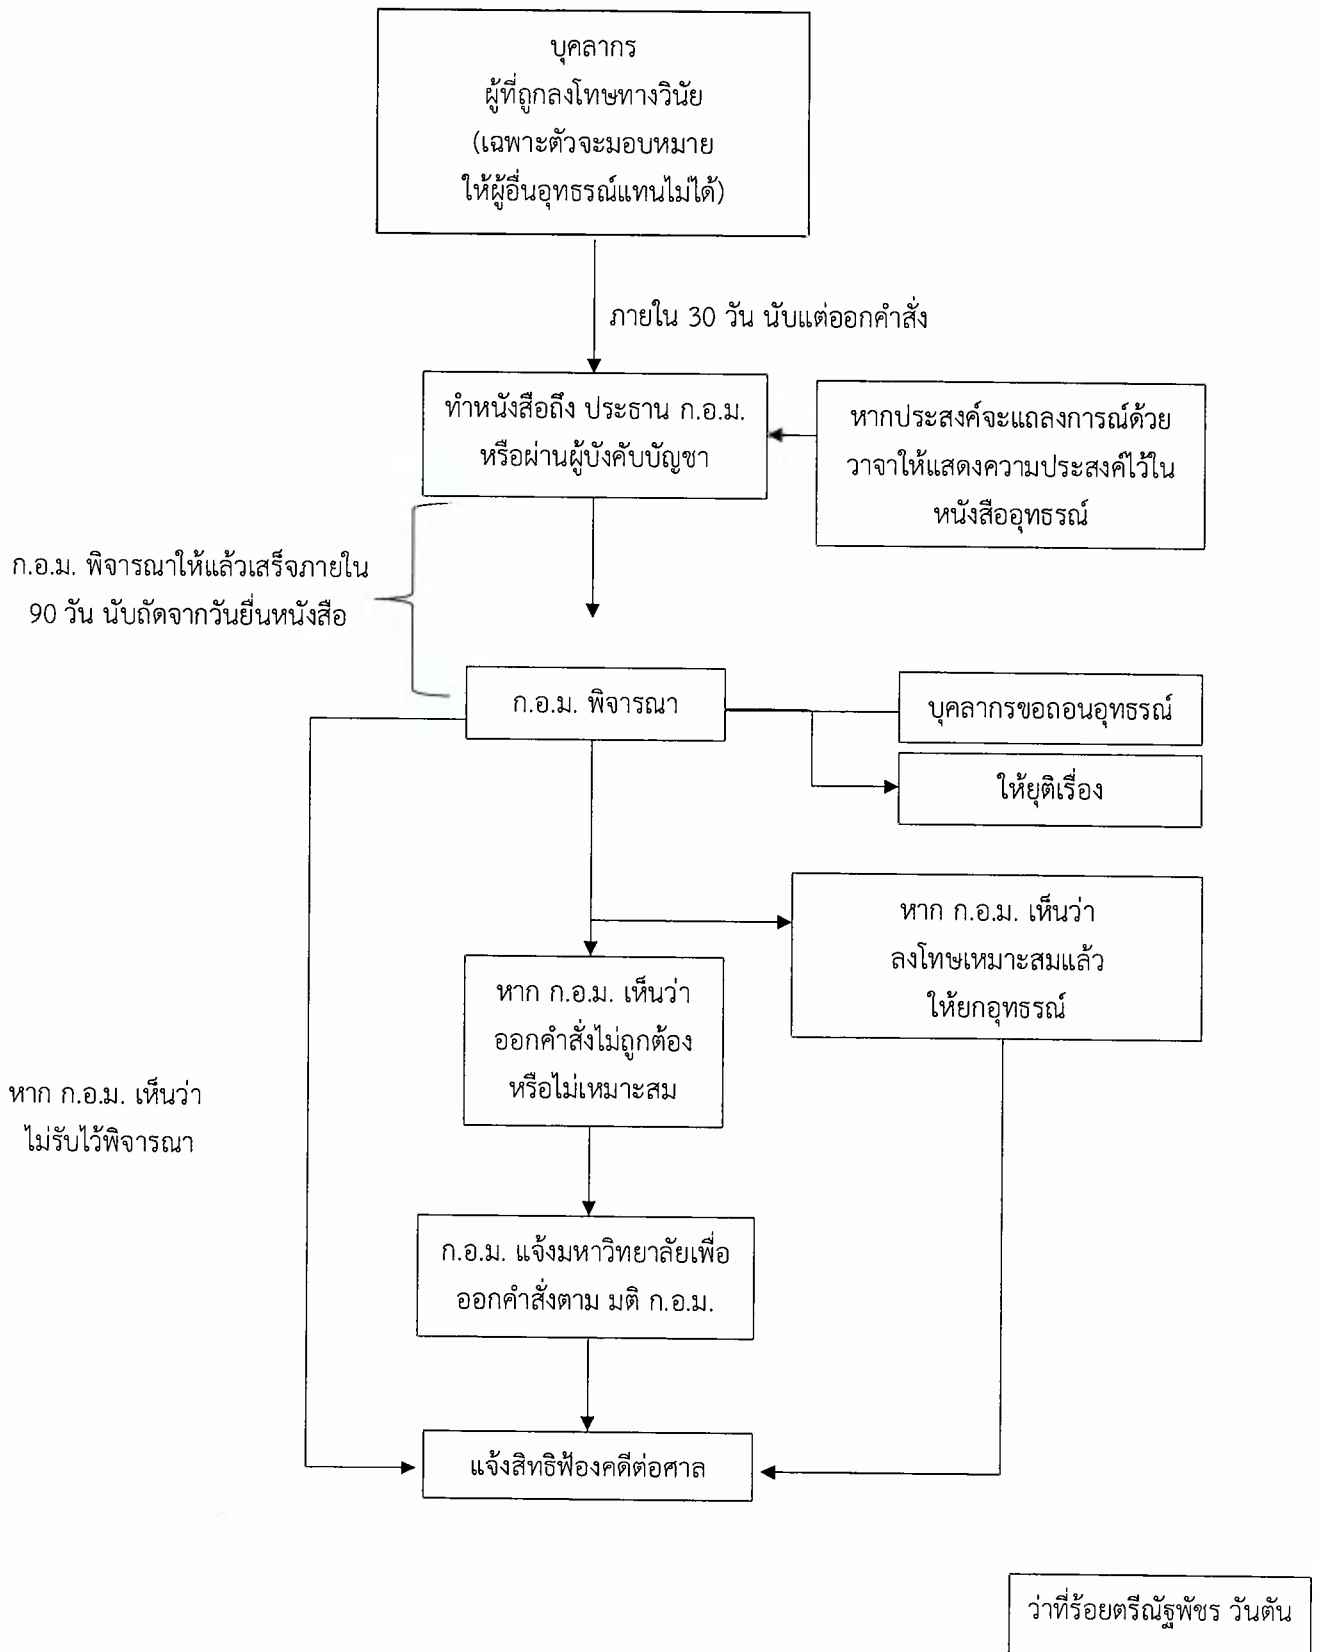 บุคลากร
ผู้ที่ถูกลงโทษทางวินัย
(เฉพาะตัวจะมอบหมาย
ให้ผู้อื่นอุทธรณ์แทนไม่ได้)
ภายใน 30 วัน นับแต่ออกคำสั่ง
ทำหนังสือถึง ประธาน ก.อ.ม.
หรือผ่านผู้บังคับบัญชา
หากประสงค์จะแถลงการณ์ด้วย
วาจาให้แสดงความประสงค์ไว้ใน
หนังสืออุทธรณ์
ก.อ.ม. พิจารณาให้แล้วเสร็จภายใน
90 วัน นับถัดจากวันยื่นหนังสือ
ก.อ.ม. พิจารณา
บุคลากรขอถอนอุทธรณ์
ให้ยุติเรื่อง
หาก ก.อ.ม. เห็นว่า
ลงโทษเหมาะสมแล้ว
ให้ยกอุทธรณ์
หาก ก.อ.ม. เห็นว่า
ออกคำสั่งไม่ถูกต้อง
หรือไม่เหมาะสม
หาก ก.อ.ม. เห็นว่า
ไม่รับไว้พิจารณา
ก.อ.ม. แจ้งมหาวิทยาลัยเพื่อ
ออกคำสั่งตาม มติ ก.อ.ม.
แจ้งสิทธิฟ้องคดีต่อศาล
ว่าที่ร้อยตรีณัฐพัชร วันตัน